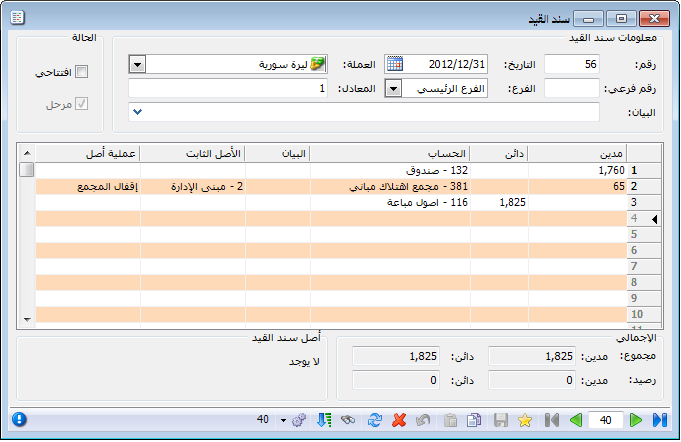 سند القيد
معلومات سند القيد
الحالة
رقم: 56 التاريخ: 2012/12/31 العملة: ليرة سورية
افتتاحي
رقم فرعي: الفرع: الفرع الرئيسي المعادل: 1
مرحل
البيان:
مدين دائن الحساب البيان الأصل الثابت عملية أصل
1 1,760 132 - صندوق
2 65 381 - مجمع اهتلاك مباني 2 - مبنى الإدارة إقفال المجمع
3 1,825 116 - اصول مباعة
4
5
6
7
8
9
10
11
الإجمالي
أصل سند القيد
مجموع: مدين: 1,825 دائن: 1,825
لا يوجد
رصيد: مدين: 0 دائن: 0
40 40